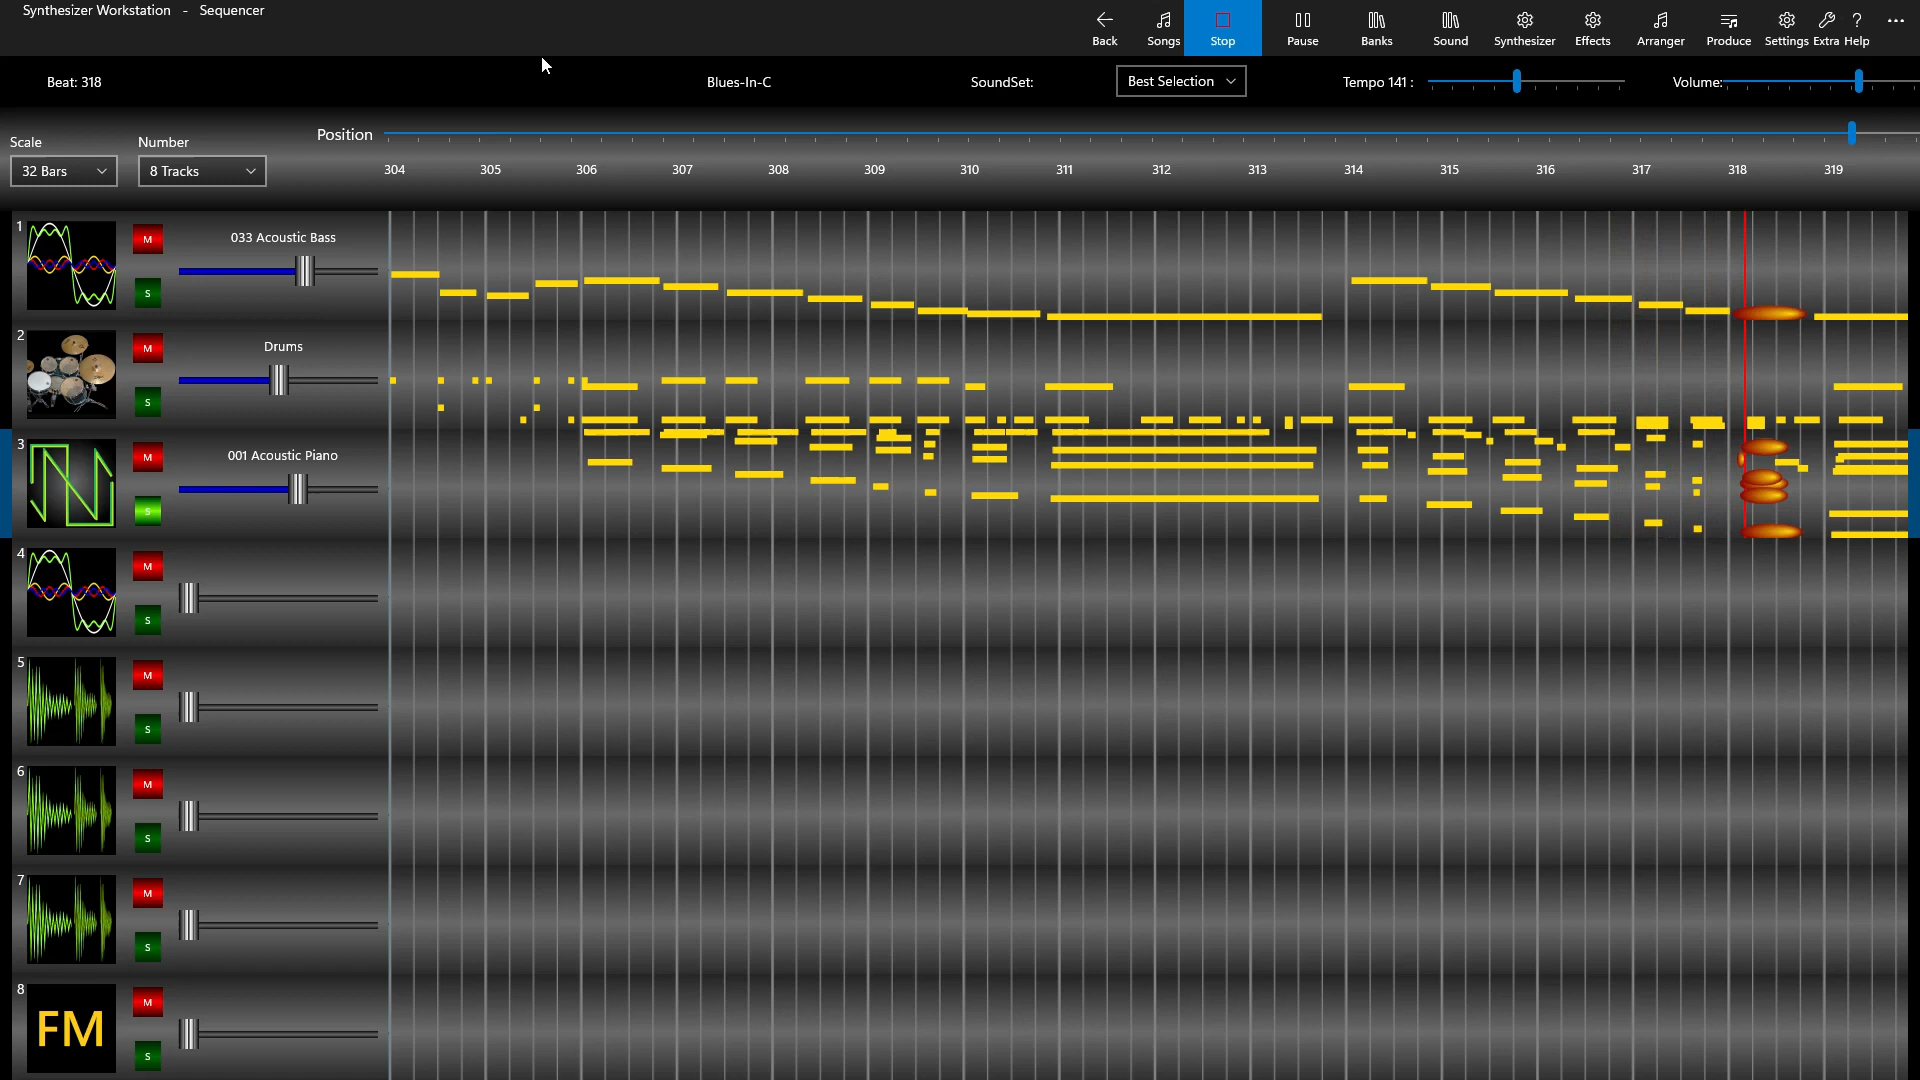 Synthesizer Workstation - Sequencer
Back
Songs
Stop
Pause
Banks
Sound
Synthesizer
Effects
Arranger
Produce
Settings
Extra
Help
Beat: 318
Blues-In-C
SoundSet:
Best Selection
Tempo 141 :
Volume:
Scale
Number
Position
32 Bars
8 Tracks
304 305 306 307 308 309 310 311 312 313 314 315 316 317 318 319
1
M
033 Acoustic Bass
S
2
M
Drums
S
3
M
001 Acoustic Piano
S
4
M
S
5
M
S
6
M
S
7
M
S
8
M
FM
S